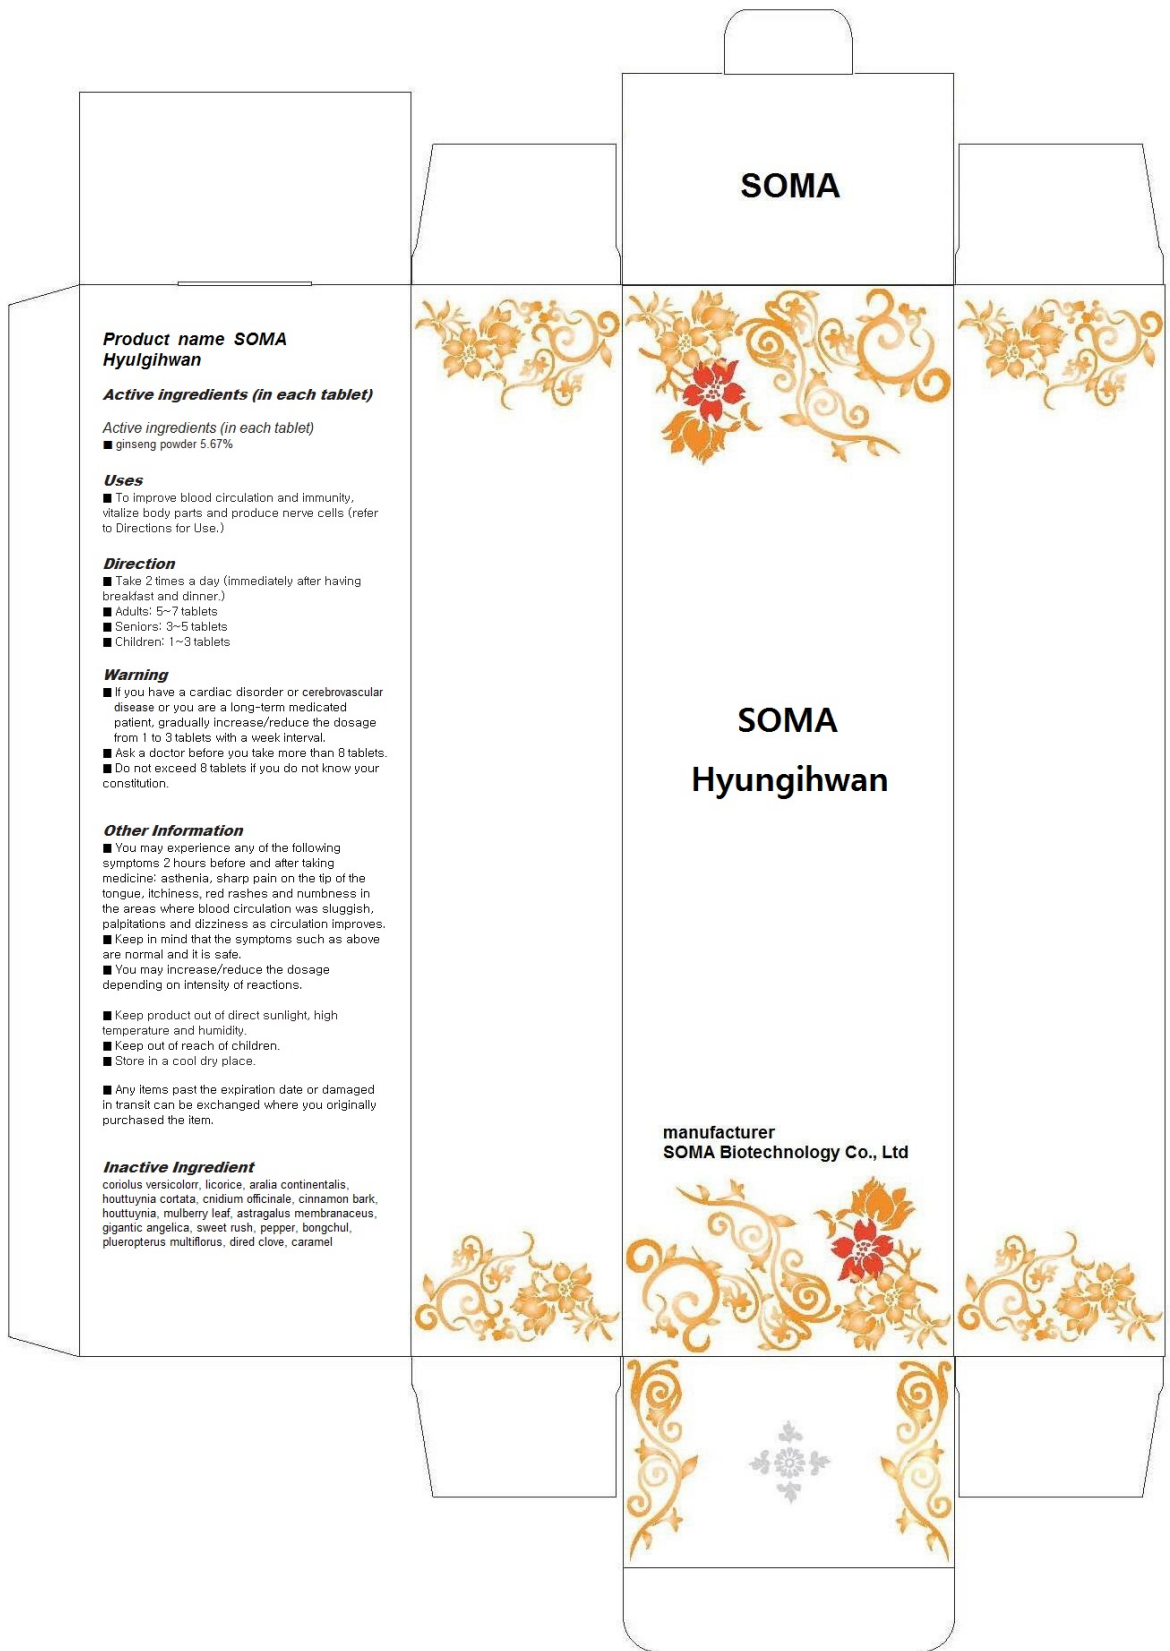 SOMA
Product name SOMA
Hyulgihwan
Active ingredients (in each tablet)
Active ingredients (in each tablet)
■ ginseng powder 5.67%
Uses
■ To improve blood circulation and immunity,
vitalize body parts and produce nerve cells (refer
to Directions for Use.)
Direction
■ Take 2 times a day (immediately after having
breakfast and dinner.)
■ Adults: 5~7 tablets
■ Seniors: 3~5 tablets
■ Children: 1~3 tablets
Warning
■ If you have a cardiac disorder or cerebrovascular
disease or you are a long-term medicated
patient, gradually increase/reduce the dosage
from 1 to 3 tablets with a week interval.
■ Ask a doctor before you take more than 8 tablets.
■ Do not exceed 8 tablets if you do not know your
constitution.
Other Information
■ You may experience any of the following
symptoms 2 hours before and after taking
medicine: asthenia, sharp pain on the tip of the
tongue, itchiness, red rashes and numbness in
the areas where blood circulation was sluggish,
palpitations and dizziness as circulation improves.
■ Keep in mind that the symptoms such as above
are normal and it is safe.
■ You may increase/reduce the dosage
depending on intensity of reactions.
■ Keep product out of direct sunlight, high
temperature and humidity.
■ Keep out of reach of children.
■ Store in a cool dry place.
■ Any items past the expiration date or damaged
in transit can be exchanged where you originally
purchased the item.
Inactive Ingredient
coriolus versicolorr, licorice, aralia continentalis,
houttuynia cortata, cnidium officinale, cinnamon bark,
houttuynia, mulberry leaf, astragalus membranaceus,
gigantic angelica, sweet rush, pepper, bongchul,
plueropterus multiflorus, dired clove, caramel
SOMA
Hyungihwan
manufacturer
SOMA Biotechnology Co., Ltd